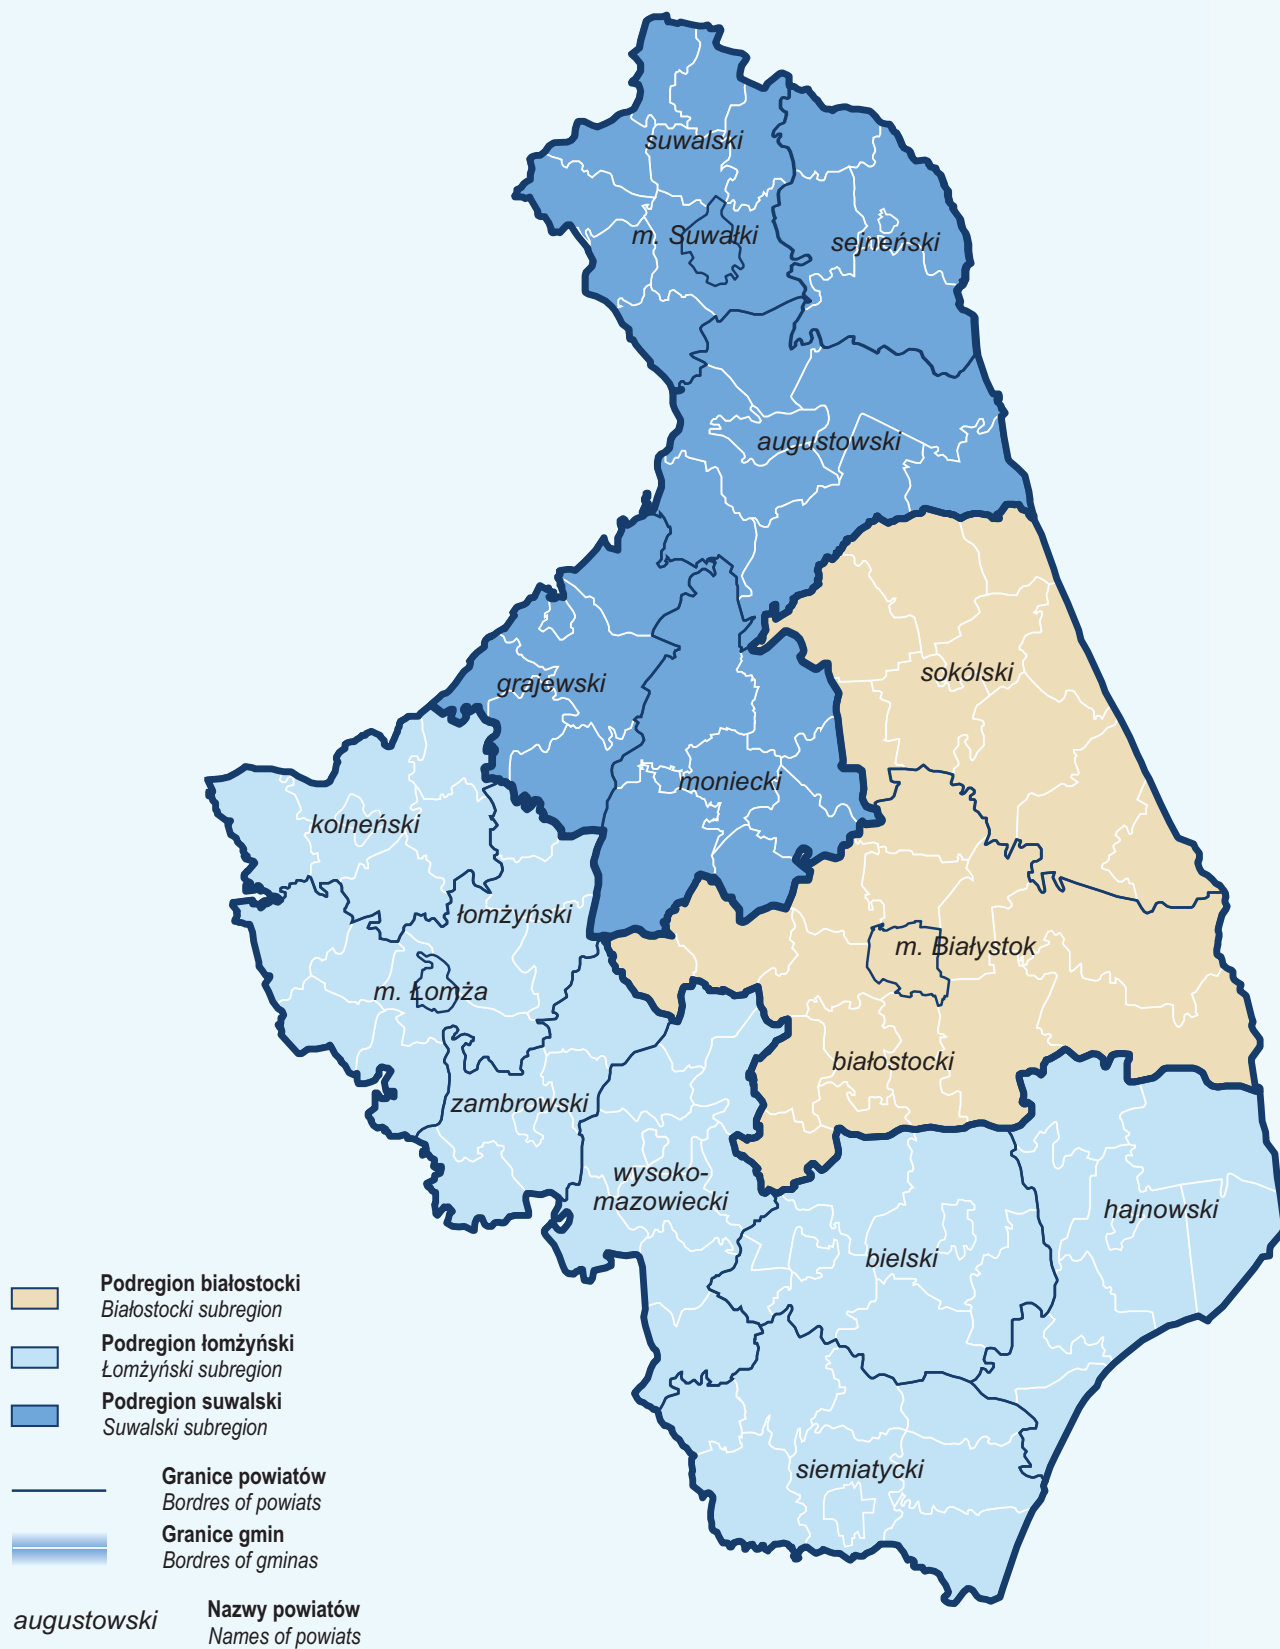 suwalski
m. Suwałki
sejneński
augustowski
sokólski
grajewski
moniecki
kolneński
łomżyński
m. Białystok
m. Łomża
białostocki
zambrowski
wysoko-
mazowiecki
hajnowski
bielski
siemiatycki
Podregion białostocki
Białostocki subregion
Podregion łomżyński
Łomżyński subregion
Podregion suwalski
Suwalski subregion
Granice powiatów
Bordres of powiats
Granice gmin
Bordres of gminas
augustowski
Nazwy powiatów
Names of powiats